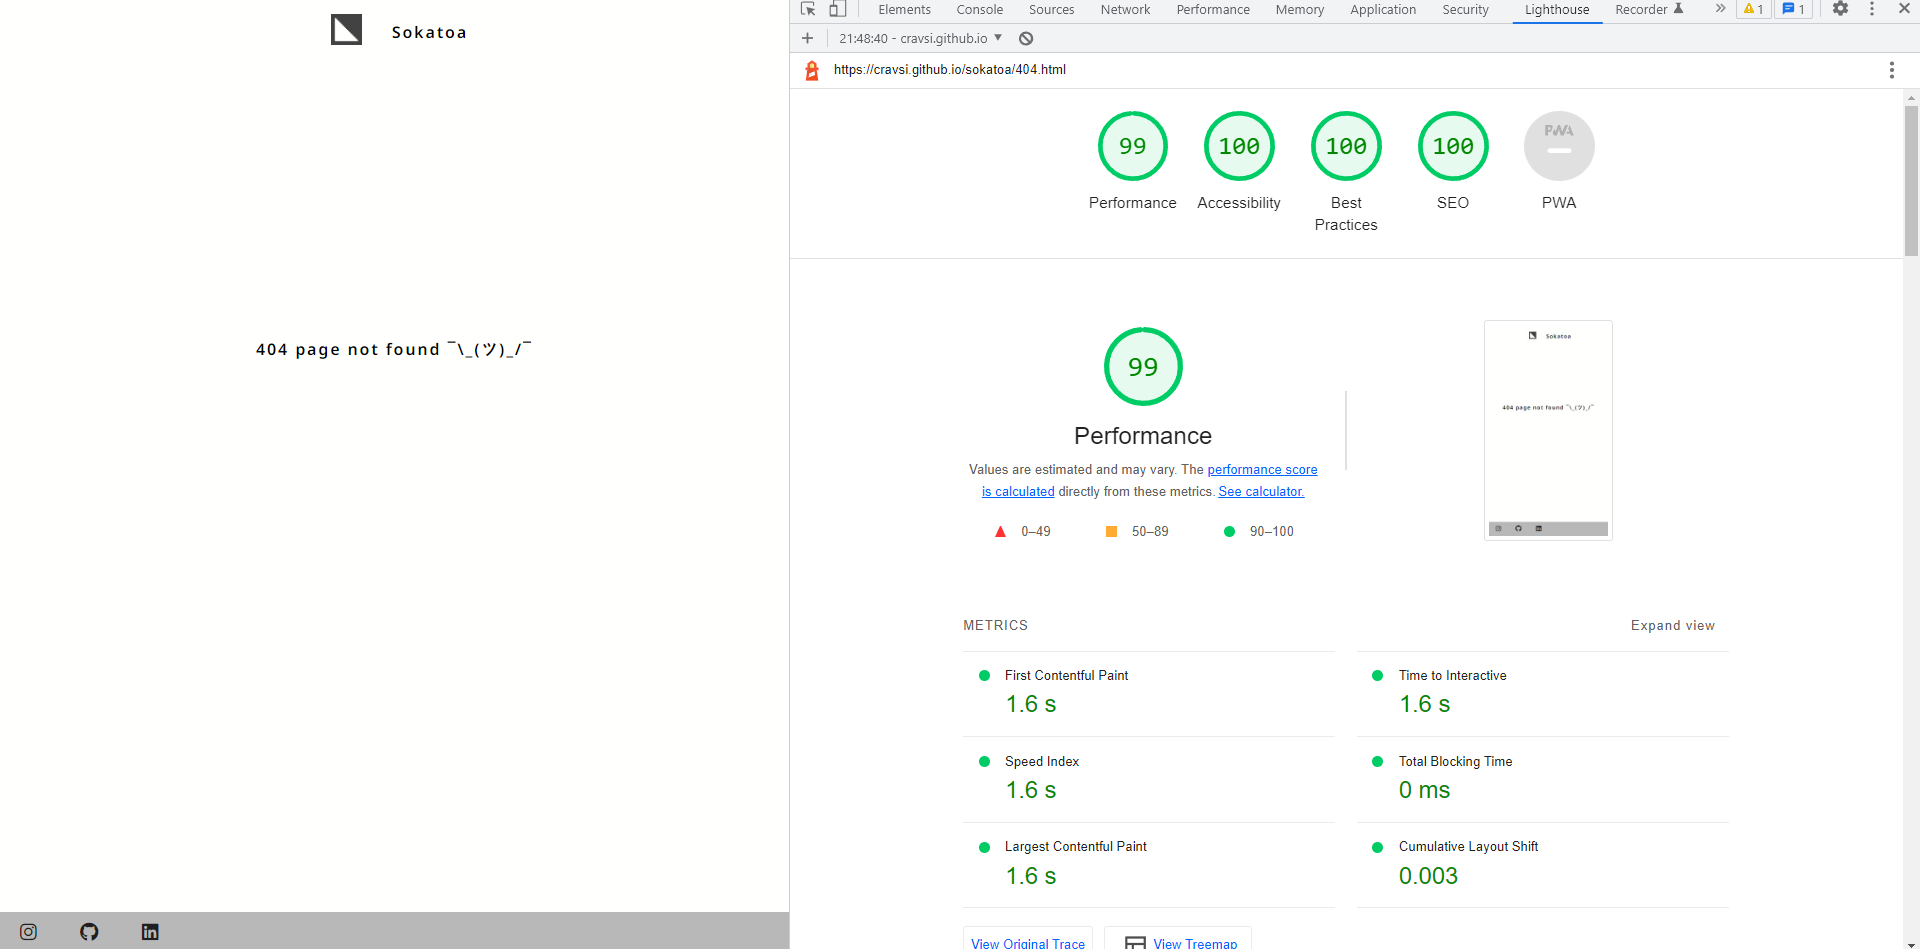 Sokatoa
404 page not found ¯\_(ツ)_/¯
Elements Console Sources Network Performance Memory Application Security Lighthouse Recorder 1 1
21:48:40 - cravsi.github.io
https://cravsi.github.io/sokatoa/404.html
99 100 100 100 PWA
Performance Accessibility Best Practices SEO PWA
99
Performance
Values are estimated and may vary. The performance score
is calculated directly from these metrics. See calculator.
0–49 50–89 90–100
Sokatoa
404 page not found ¯\_(ツ)_/¯
METRICS Expand view
First Contentful Paint
1.6 s
Time to Interactive
1.6 s
Speed Index
1.6 s
Total Blocking Time
0 ms
Largest Contentful Paint
1.6 s
Cumulative Layout Shift
0.003
View Original Trace View Treemap